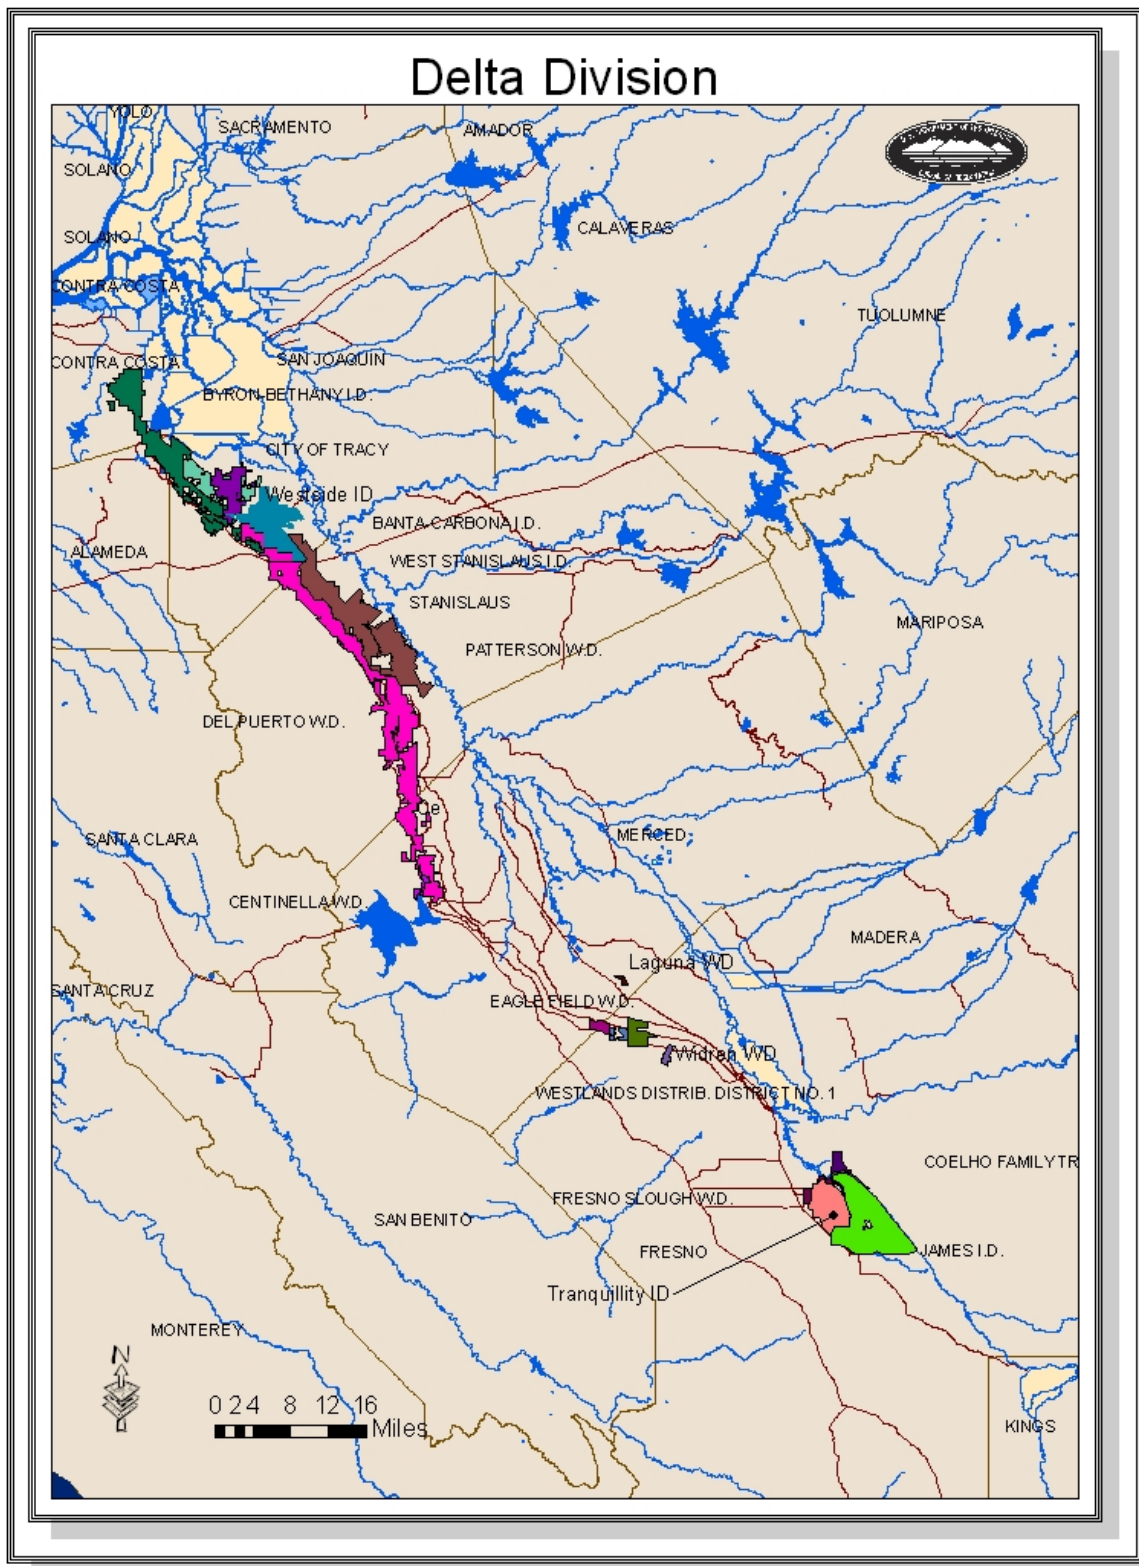 Delta Division
YOLO
SACRAMENTO
AMADOR
SOLANO
CALAVERAS
SOLANO
CONTRA COSTA
TUOLUMNE
CONTRA COSTA
SAN JOAQUIN
BYRON-BETHANY I.D.
CITY OF TRACY
Westside ID
BANTA-CARBONA I.D.
ALAMEDA
WEST STANISLAUS I.D.
STANISLAUS
MARIPOSA
PATTERSON W.D.
DEL PUERTO W.D.
Ce
MERCED
SANTA CLARA
CENTINELLA W.D.
MADERA
Laguna WD
SANTA CRUZ
EAGLE FIELD W.D.
Widren WD
WESTLANDS DISTRIB. DISTRICT NO. 1
COELHO FAMILY TR
FRESNO SLOUGH W.D.
SAN BENITO
FRESNO
JAMES I.D.
Tranquillity ID
MONTEREY
N
0 2 4 8 12 16
Miles
KINGS